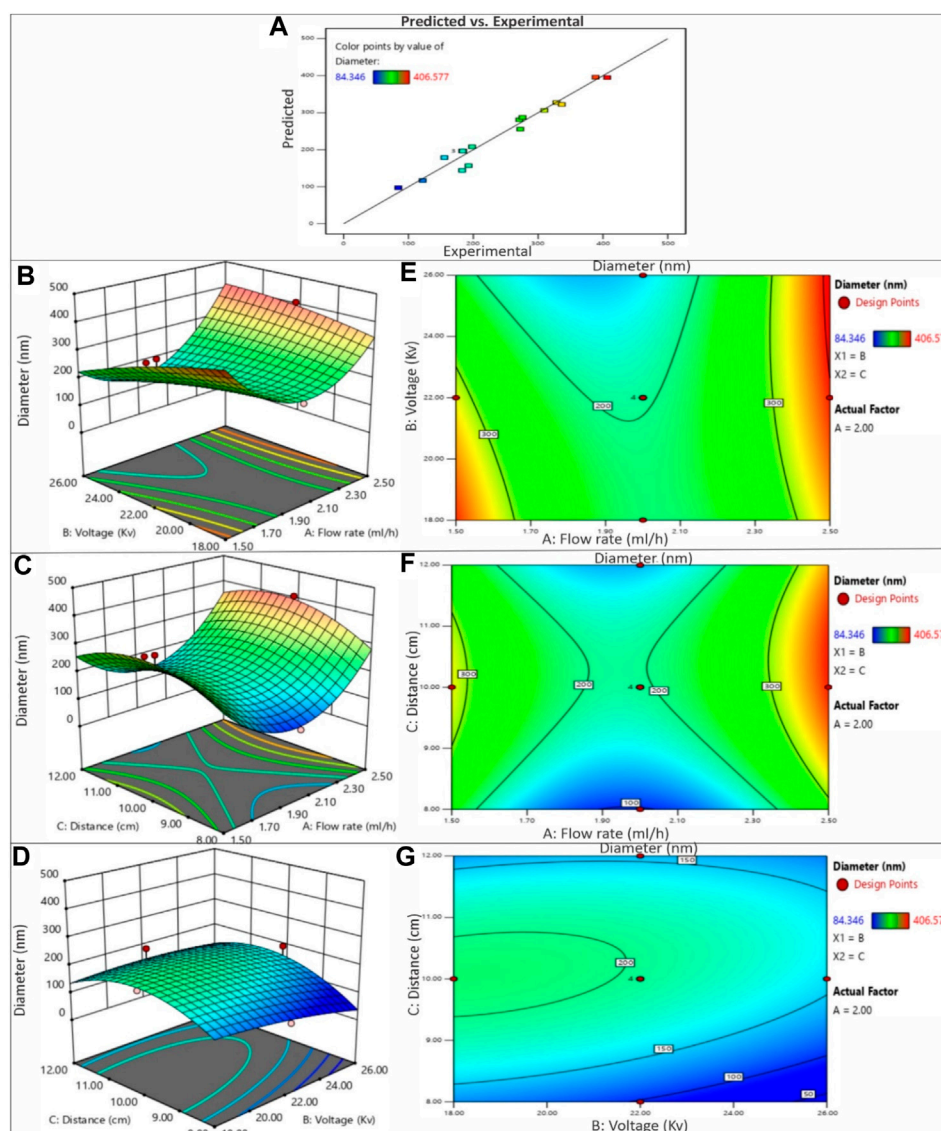 A
Predicted vs. Experimental
Color points by value of
Diameter:
84.346 406.577
Predicted
500
400
300
200
100
0
3
0 100 200 300 400 500
Experimental
B
Diameter (nm)
500
400
300
200
100
0
26.00
24.00
22.00
20.00
18.00
B: Voltage (Kv)
2.50
2.30
2.10
1.90
1.70
1.50
A: Flow rate (ml/h)
E
Diameter (nm)
B: Voltage (Kv)
26.00
24.00
22.00
20.00
18.00
300
200
4
300
1.50 1.70 1.90 2.10 2.30 2.50
A: Flow rate (ml/h)
Diameter (nm)
Design Points
84.346 406.57
X1 = B
X2 = C
Actual Factor
A = 2.00
C
Diameter (nm)
500
400
300
200
100
0
12.00
11.00
10.00
9.00
8.00
C: Distance (cm)
2.50
2.30
2.10
1.90
1.70
1.50
A: Flow rate (ml/h)
F
Diameter (nm)
C: Distance (cm)
12.00
11.00
10.00
9.00
8.00
300
200
4
200
300
100
1.50 1.70 1.90 2.10 2.30 2.50
A: Flow rate (ml/h)
Diameter (nm)
Design Points
84.346 406.57
X1 = B
X2 = C
Actual Factor
A = 2.00
D
Diameter (nm)
500
400
300
200
100
0
12.00
11.00
10.00
9.00
C: Distance (cm)
26.00
24.00
22.00
20.00
B: Voltage (Kv)
G
Diameter (nm)
C: Distance (cm)
12.00
11.00
10.00
9.00
8.00
150
200
4
150
100
50
18.00 20.00 22.00 24.00 26.00
B: Voltage (Kv)
Diameter (nm)
Design Points
84.346 406.57
X1 = B
X2 = C
Actual Factor
A = 2.00